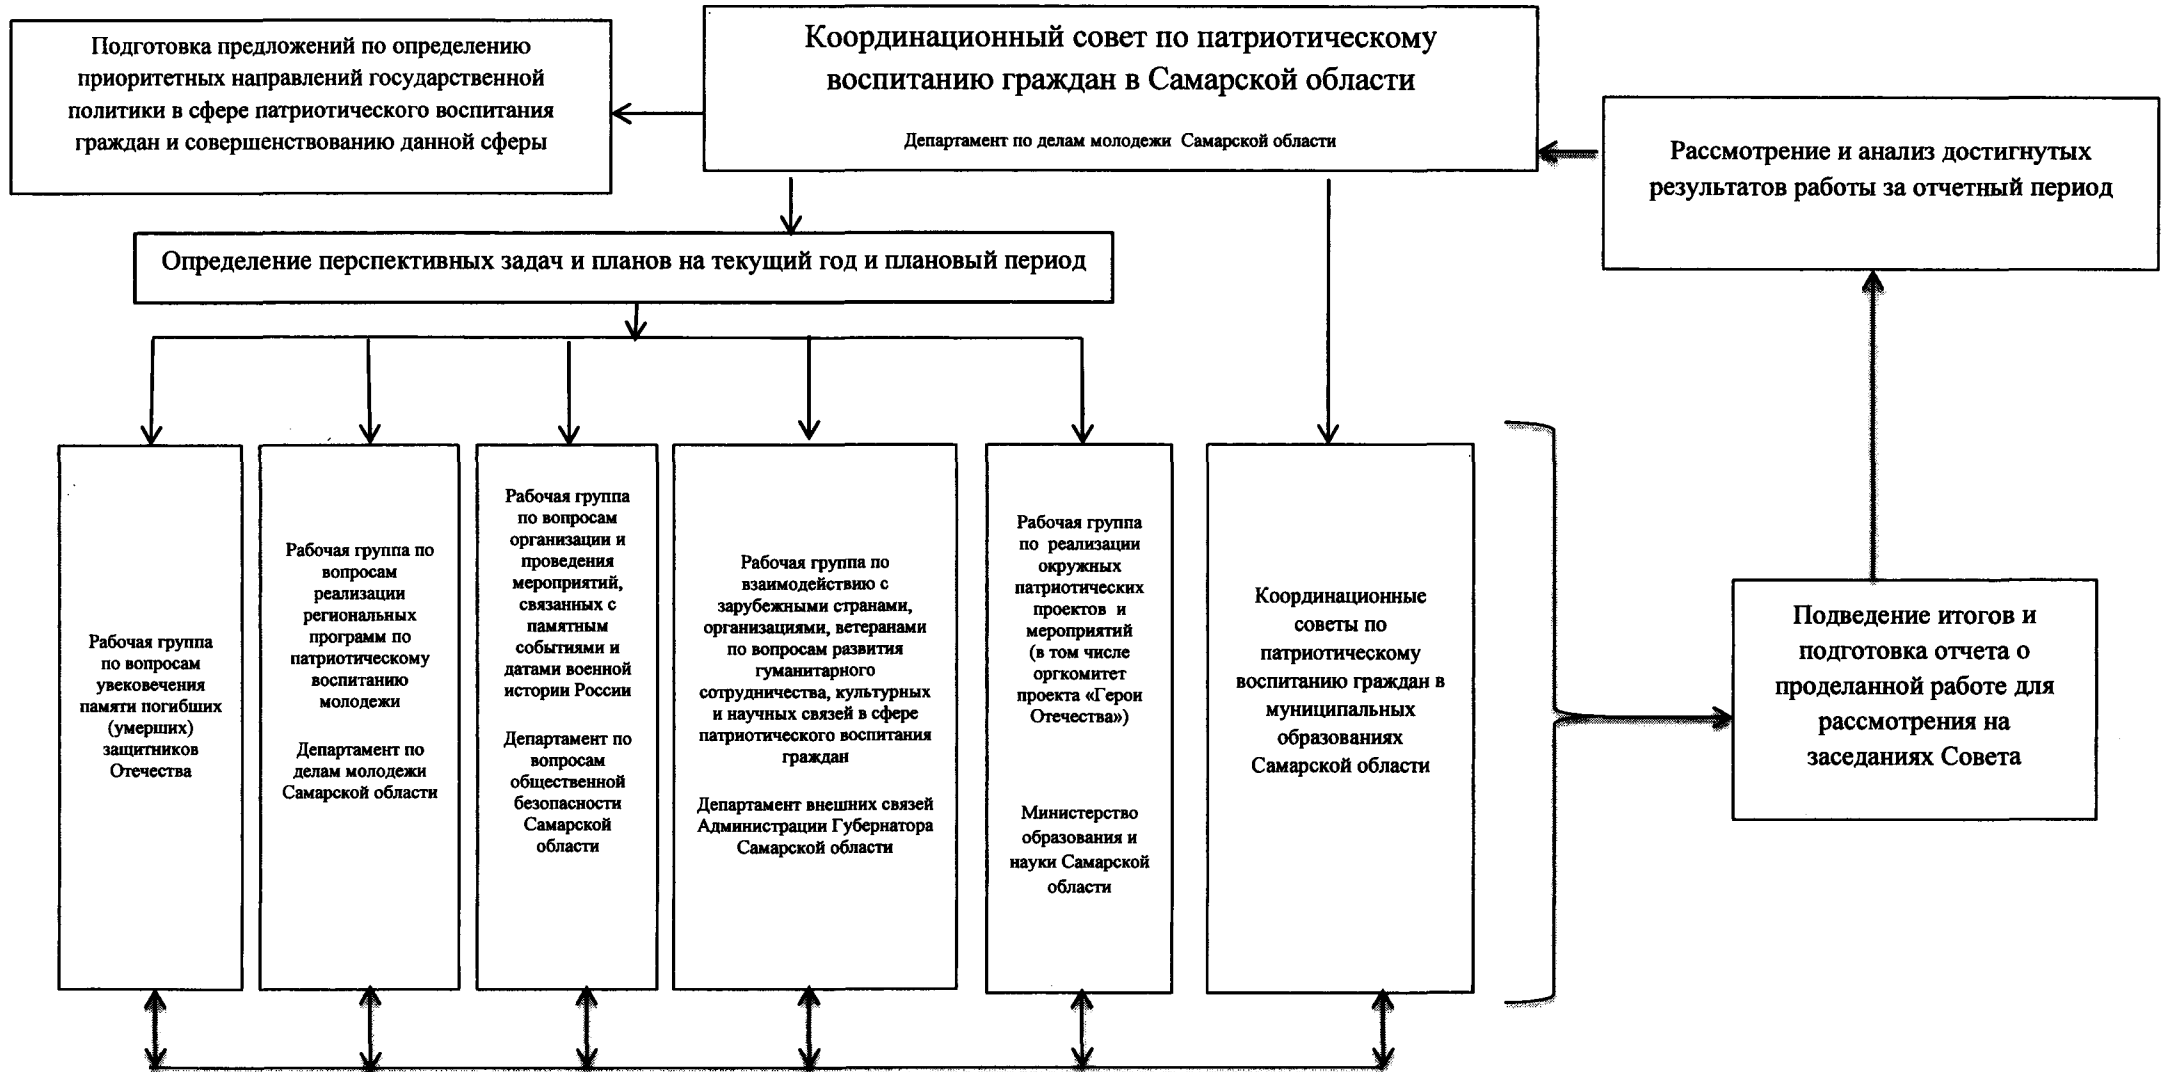 Подготовка предложений по определению
приоритетных направлений государственной
политики в сфере патриотического воспитания
граждан и совершенствованию данной сферы
Координационный совет по патриотическому
воспитанию граждан в Самарской области
Департамент по делам молодежи Самарской области
Рассмотрение и анализ достигнутых
результатов работы за отчетный период
Определение перспективных задач и планов на текущий год и плановый период
Рабочая группа
по вопросам
увековечения
памяти погибших
(умерших)
защитников
Отечества
Рабочая группа по
вопросам
реализации
региональных
программ по
патриотическому
воспитанию
молодежи
Департамент по
делам молодежи
Самарской области
Рабочая группа
по вопросам
организации и
проведения
мероприятий,
связанных с
памятным
событиями и
датами военной
истории России
Департамент по
вопросам
общественной
безопасности
Самарской
области
Рабочая группа по
взаимодействию с
зарубежными странами,
организациями, ветеранами
по вопросам развития
гуманитарного
сотрудничества, культурных
и научных связей в сфере
патриотического воспитания
граждан
Департамент внешних связей
Администрации Губернатора
Самарской области
Рабочая группа
по реализации
окружных
патриотических
проектов и
мероприятий
(в том числе
оргкомитет
проекта «Герои
Отечества»)
Министерство
образования и
науки Самарской
области
Координационные
советы по
патриотическому
воспитанию граждан в
муниципальных
образованиях
Самарской области
Подведение итогов и
подготовка отчета о
проделанной работе для
рассмотрения на
заседаниях Совета